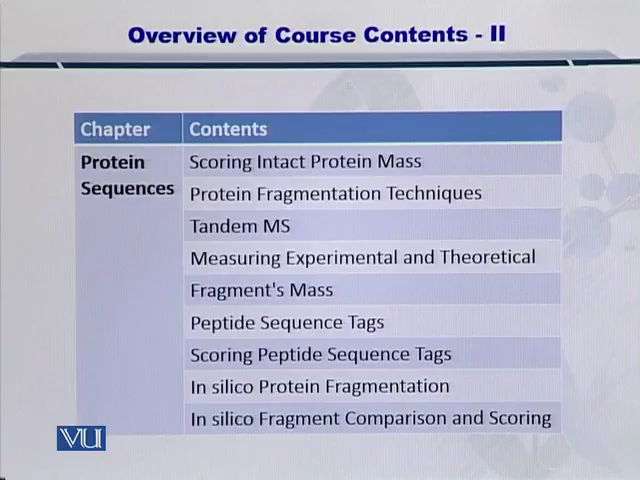 Overview of Course Contents - II
Chapter Contents
Protein Sequences
Scoring Intact Protein Mass
Protein Fragmentation Techniques
Tandem MS
Measuring Experimental and Theoretical
Fragment's Mass
Peptide Sequence Tags
Scoring Peptide Sequence Tags
In silico Protein Fragmentation
In silico Fragment Comparison and Scoring
VU